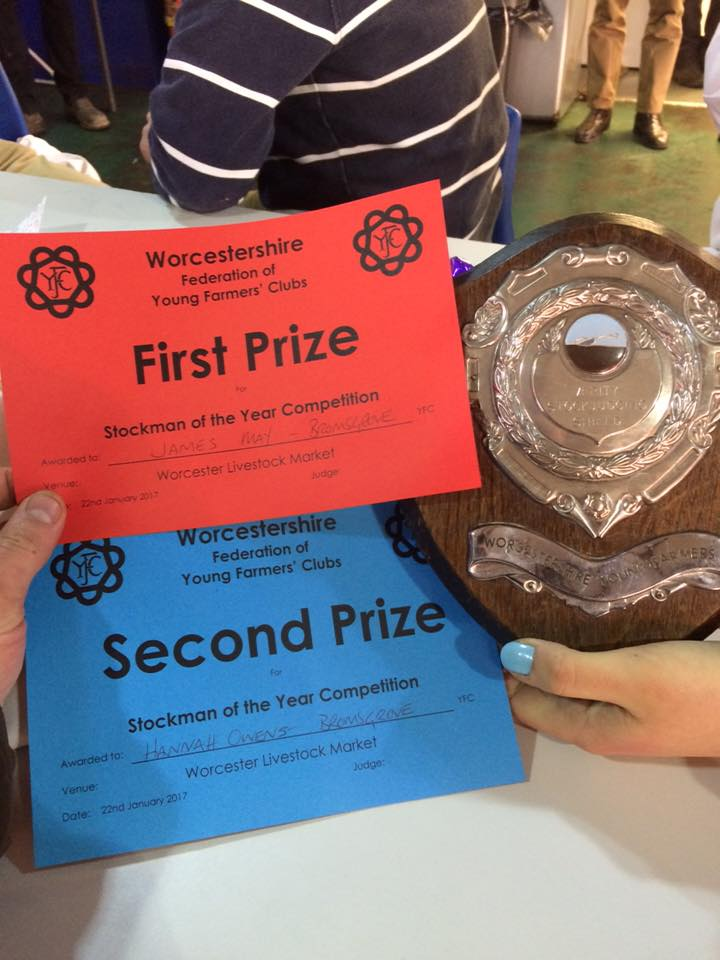 YFC
YFC
Worcestershire
Federation of
Young Farmers' Clubs
First Prize
For
Stockman of the Year Competition
Awarded to: JAMES MAY - BROMSGROVE YFC
Venue: Worcester Livestock Market
Date: 22nd January 2017 Judge:
YFC
Worcestershire
Federation of
Young Farmers' Clubs
Second Prize
For
Stockman of the Year Competition
Awarded to: HANNAH OWENS - BROMSGROVE YFC
Venue: Worcester Livestock Market
Date: 22nd January 2017 Judge:
STOCKJUDGING
SHIELD
WORCESTERSHIRE YOUNG FARMERS